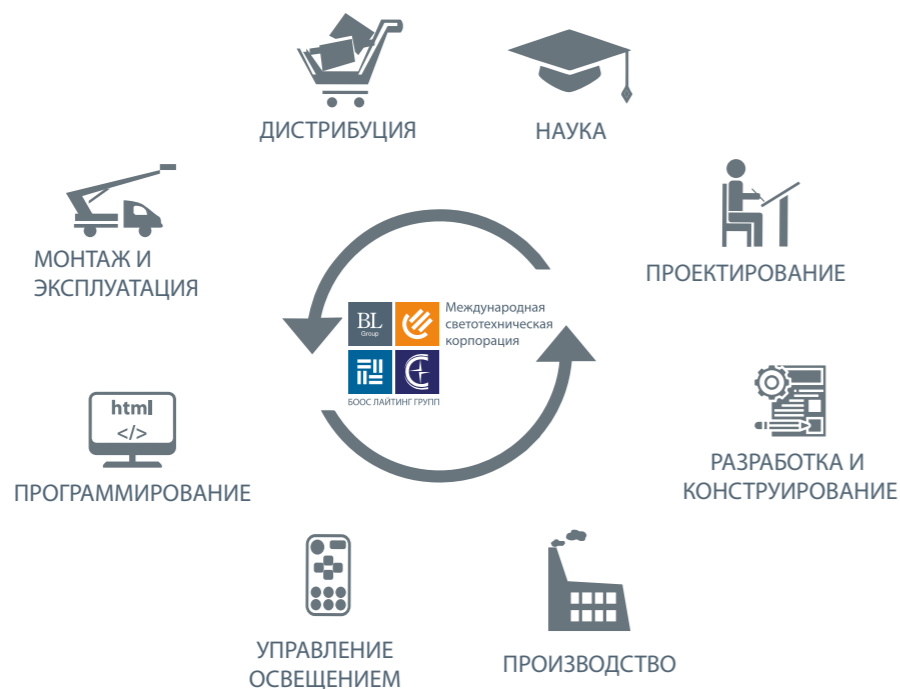 ДИСТРИБУЦИЯ
НАУКА
МОНТАЖ И
ЭКСПЛУАТАЦИЯ
ПРОЕКТИРОВАНИЕ
BL
Group
Международная
светотехническая
корпорация
БООС ЛАЙТИНГ ГРУПП
html
</>
ПРОГРАММИРОВАНИЕ
РАЗРАБОТКА И
КОНСТРУИРОВАНИЕ
УПРАВЛЕНИЕ
ОСВЕЩЕНИЕМ
ПРОИЗВОДСТВО